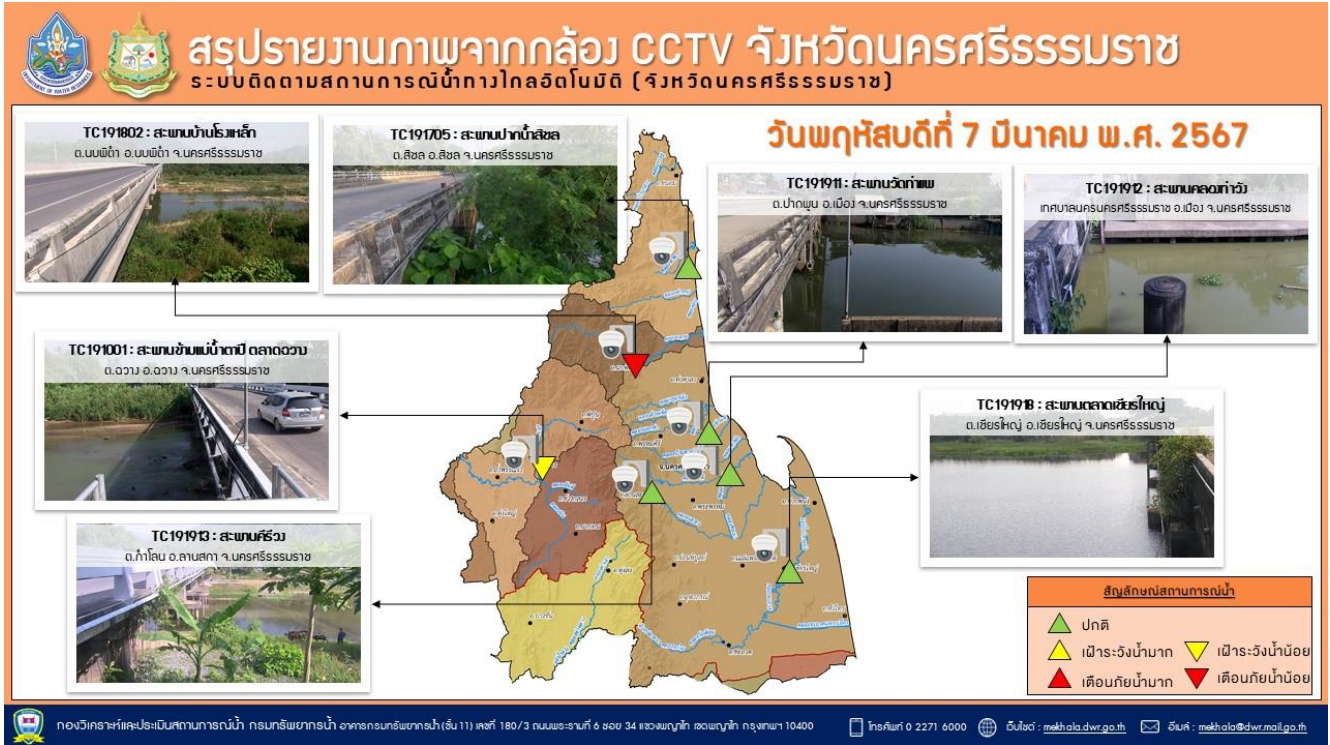 สรุปรายงานภาพจากกล้อง CCTV จังหวัดนครศรีธรรมราช
ระบบติดตามสถานการณ์น้ำทางไกลอัตโนมัติ (จังหวัดนครศรีธรรมราช)
วันพฤหัสบดีที่ 7 มีนาคม พ.ศ. 2567
TC191802 : สะพานบ้านโรงเหล็ก
ต.นบพิตำ อ.นบพิตำ จ.นครศรีธรรมราช
TC191705 : สะพานปากน้ำสิชล
ต.สิชล อ.สิชล จ.นครศรีธรรมราช
TC191911 : สะพานวัดท่าแพ
ต.ปากพูน อ.เมือง จ.นครศรีธรรมราช
TC191912 : สะพานคลองท่าวัง
เทศบาลนครนครศรีธรรมราช อ.เมือง จ.นครศรีธรรมราช
TC191001 : สะพานข้ามแม่น้ำตาปี ตลาดฉวาง
ต.ฉวาง อ.ฉวาง จ.นครศรีธรรมราช
TC191918 : สะพานตลาดเชียรใหญ่
ต.เชียรใหญ่ อ.เชียรใหญ่ จ.นครศรีธรรมราช
TC191913 : สะพานคีรีวง
ต.กำโลน อ.ลานสกา จ.นครศรีธรรมราช
สัญลักษณ์สถานการณ์น้ำ
ปกติ
เฝ้าระวังน้ำมาก เฝ้าระวังน้ำน้อย
เตือนภัยน้ำมาก เตือนภัยน้ำน้อย
กองวิเคราะห์และประเมินสถานการณ์น้ำ กรมทรัพยากรน้ำ อาคารกรมทรัพยากรน้ำ (ชั้น 11) เลขที่ 180/3 ถนนพระรามที่ 6 ซอย 34 แขวงพญาไท เขตพญาไท กรุงเทพฯ 10400 โทรศัพท์ 0 2271 6000 เว็บไซต์ : mekhala.dwr.go.th อีเมล์ : mekhala@dwr.mail.go.th